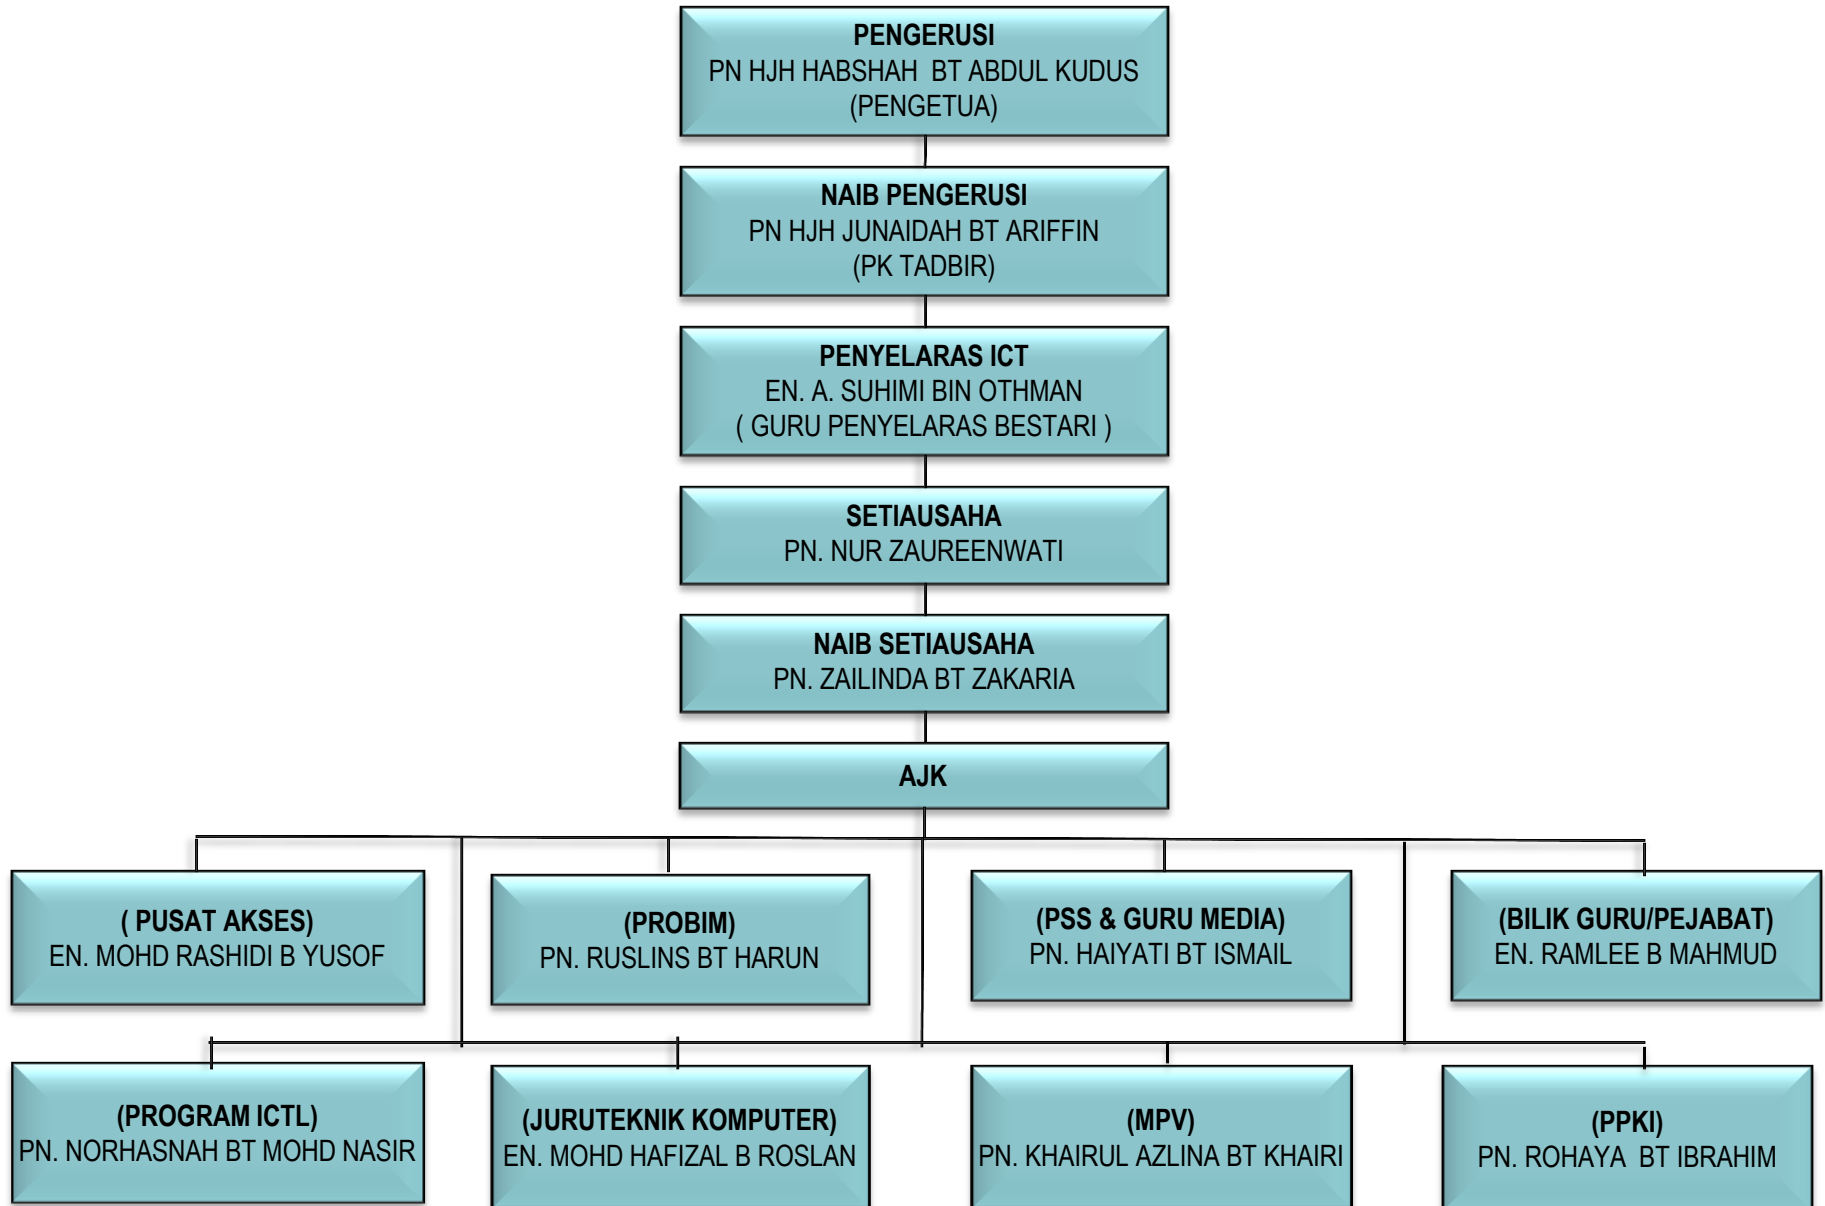 PENGERUSI
PN HJH HABSHAH BT ABDUL KUDUS
(PENGETUA)
NAIB PENGERUSI
PN HJH JUNAIDAH BT ARIFFIN
(PK TADBIR)
PENYELARAS ICT
EN. A. SUHIMI BIN OTHMAN
( GURU PENYELARAS BESTARI )
SETIAUSAHA
PN. NUR ZAUREENWATI
NAIB SETIAUSAHA
PN. ZAILINDA BT ZAKARIA
AJK
( PUSAT AKSES)
EN. MOHD RASHIDI B YUSOF
(PROBIM)
PN. RUSLINS BT HARUN
(PSS & GURU MEDIA)
PN. HAIYATI BT ISMAIL
(BILIK GURU/PEJABAT)
EN. RAMLEE B MAHMUD
(PROGRAM ICTL)
PN. NORHASNAH BT MOHD NASIR
(JURUTEKNIK KOMPUTER)
EN. MOHD HAFIZAL B ROSLAN
(MPV)
PN. KHAIRUL AZLINA BT KHAIRI
(PPKI)
PN. ROHAYA BT IBRAHIM